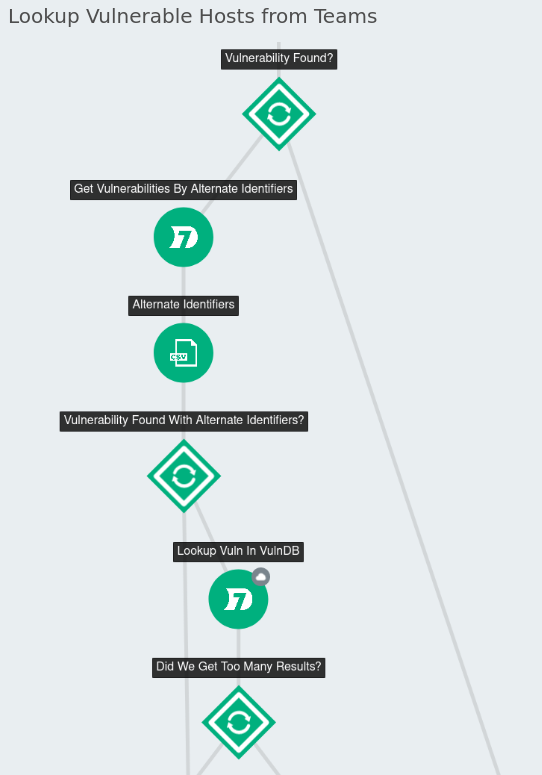 Lookup Vulnerable Hosts from Teams
Vulnerability Found?
Get Vulnerabilities By Alternate Identifiers
Alternate Identifiers
CSV
Vulnerability Found With Alternate Identifiers?
Lookup Vuln In VulnDB
Did We Get Too Many Results?